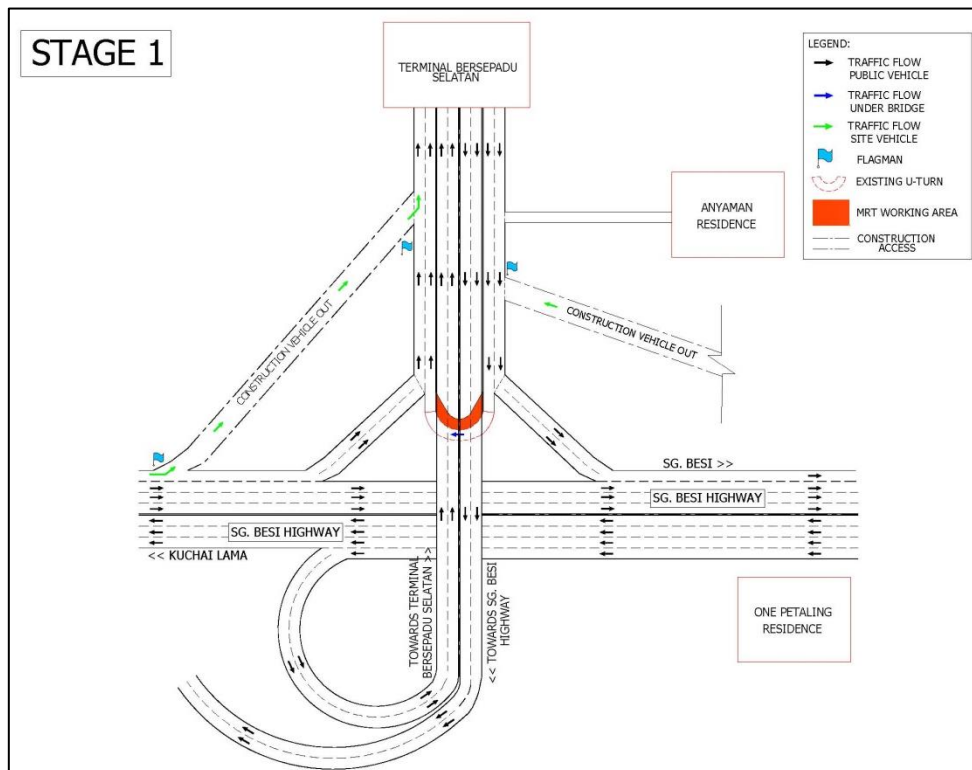 STAGE 1
TERMINAL BERSEPADU
SELATAN
LEGEND:
TRAFFIC FLOW
PUBLIC VEHICLE
TRAFFIC FLOW
UNDER BRIDGE
TRAFFIC FLOW
SITE VEHICLE
FLAGMAN
EXISTING U-TURN
MRT WORKING AREA
CONSTRUCTION
ACCESS
ANYAMAN
RESIDENCE
CONSTRUCTION VEHICLE OUT
CONSTRUCTION VEHICLE OUT
SG. BESI >>
SG. BESI HIGHWAY
SG. BESI HIGHWAY
<< KUCHAI LAMA
TOWARDS TERMINAL
BERSEPADU SELATAN >>
<< TOWARDS SG. BESI
HIGHWAY
ONE PETALING
RESIDENCE